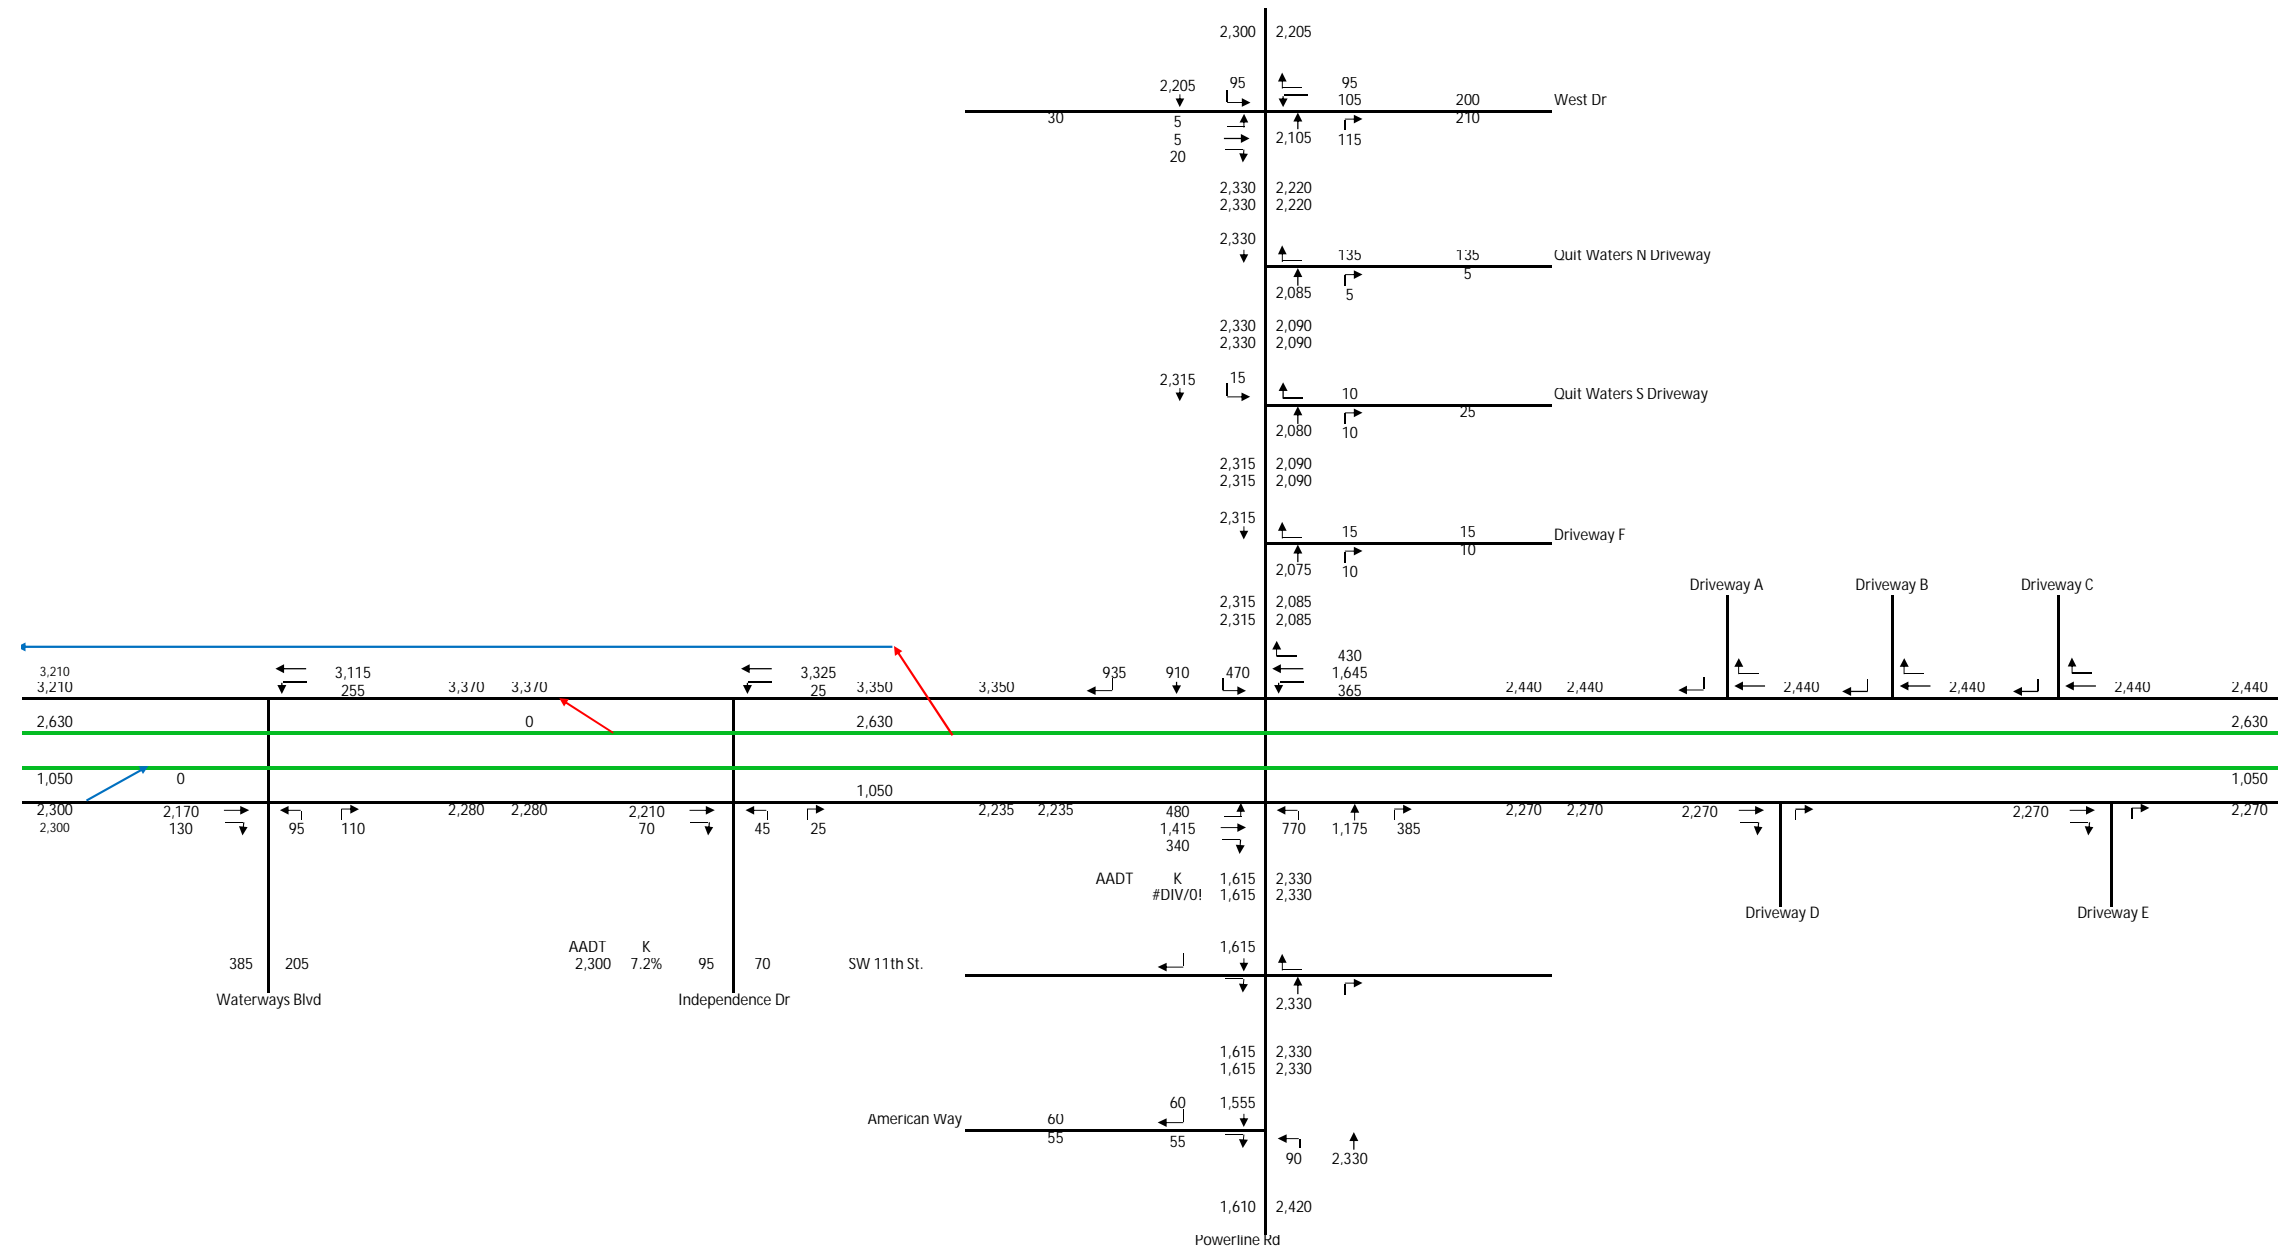 2,300 2,205
2,205 95 95
105 200 West Dr
30 5 210
5 2,105 115
20
2,330 2,220
2,330 2,220
2,330 135 135 Quit Waters N Driveway
5
2,085 5
2,330 2,090
2,330 2,090
2,315 15 10 Quit Waters S Driveway
25
2,080 10
2,315 2,090
2,315 2,090
2,315 15 15 Driveway F
10
2,075 10
Driveway A Driveway B Driveway C
2,315 2,085
2,315 2,085
430
3,210 3,115 3,325 935 910 470 1,645
3,210 255 3,370 3,370 25 3,350 3,350 365 2,440 2,440 2,440 2,440 2,440 2,440
2,630 0 2,630 2,630
1,050 0 1,050
1,050
2,300 2,170 2,280 2,280 2,210 2,235 2,235 480 2,270 2,270 2,270 2,270 2,270
2,300 130 95 110 70 45 25 1,415 770 1,175 385
340
AADT K 1,615 2,330
#DIV/0! 1,615 2,330
Driveway D Driveway E
AADT K 1,615
385 205 2,300 7.2% 95 70 SW 11th St.
Waterways Blvd Independence Dr 2,330
1,615 2,330
1,615 2,330
60 1,555
American Way 60
55 55
90 2,330
1,610 2,420
Powerline Rd